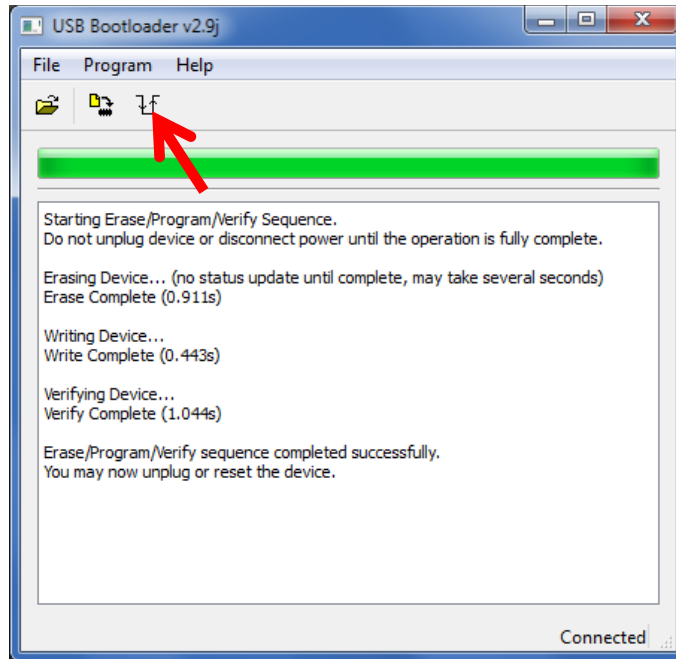 USB Bootloader v2.9j
File Program Help
Starting Erase/Program/Verify Sequence.
Do not unplug device or disconnect power until the operation is fully complete.
Erasing Device... (no status update until complete, may take several seconds)
Erase Complete (0.911s)
Writing Device...
Write Complete (0.443s)
Verifying Device...
Verify Complete (1.044s)
Erase/Program/Verify sequence completed successfully.
You may now unplug or reset the device.
Connected